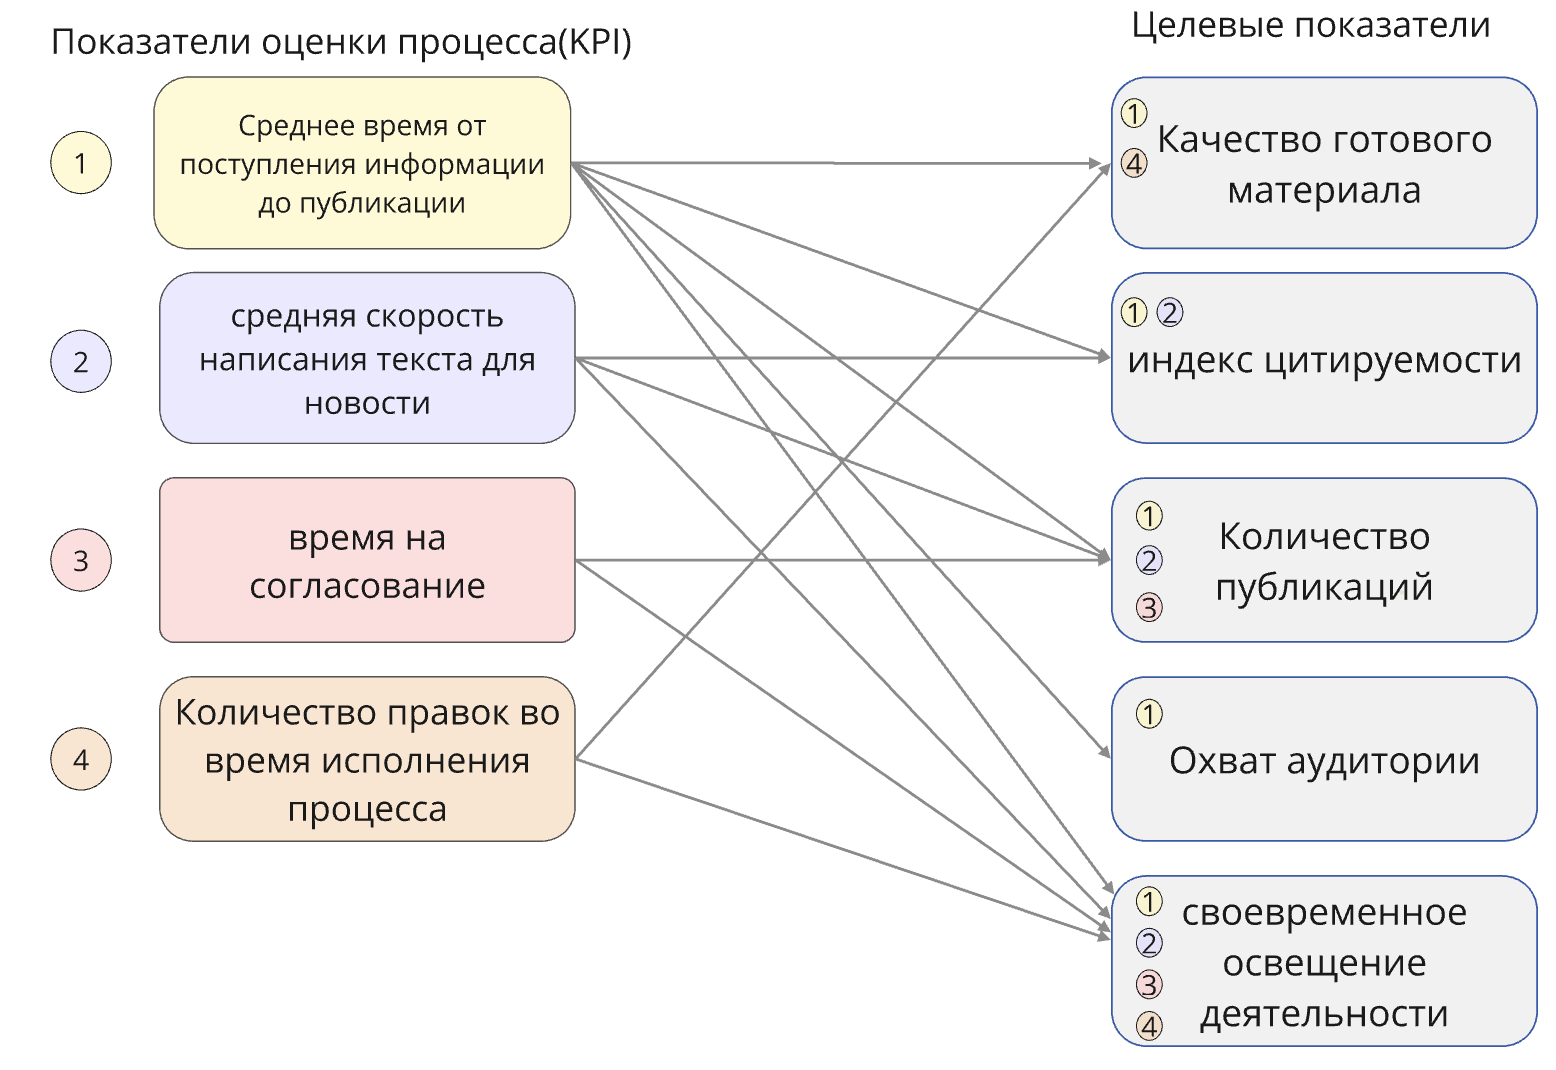 Показатели оценки процесса(KPI)
Целевые показатели
1
Среднее время от
поступления информации
до публикации
2
средняя скорость
написания текста для
новости
3
время на
согласование
4
Количество правок во
время исполнения
процесса
1
4
Качество готового
материала
1 2
индекс цитируемости
1
2
3
Количество
публикаций
1
Охват аудитории
1
2
3
4
своевременное
освещение
деятельности